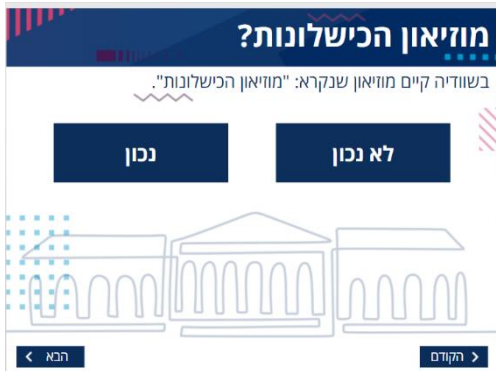 מוזיאון הכישלונות?
בשוודיה קיים מוזיאון שנקרא: "מוזיאון הכישלונות".
לא נכון
נכון
הקודם
הבא